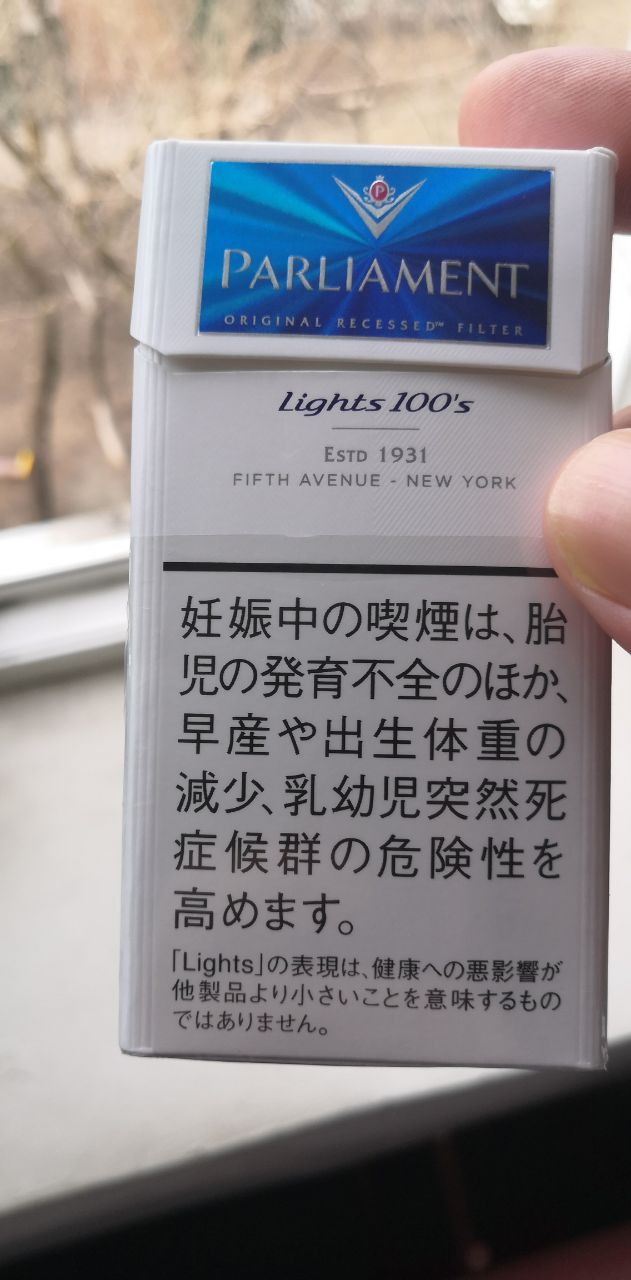 P
PARLIAMENT
ORIGINAL RECESSED™ FILTER
Lights 100's
ESTD 1931
FIFTH AVENUE - NEW YORK
妊娠中の喫煙は、胎
児の発育不全のほか、
早産や出生体重の
減少、乳幼児突然死
症候群の危険性を
高めます。
「Lights」の表現は、健康への悪影響が
他製品より小さいことを意味するもの
ではありません。